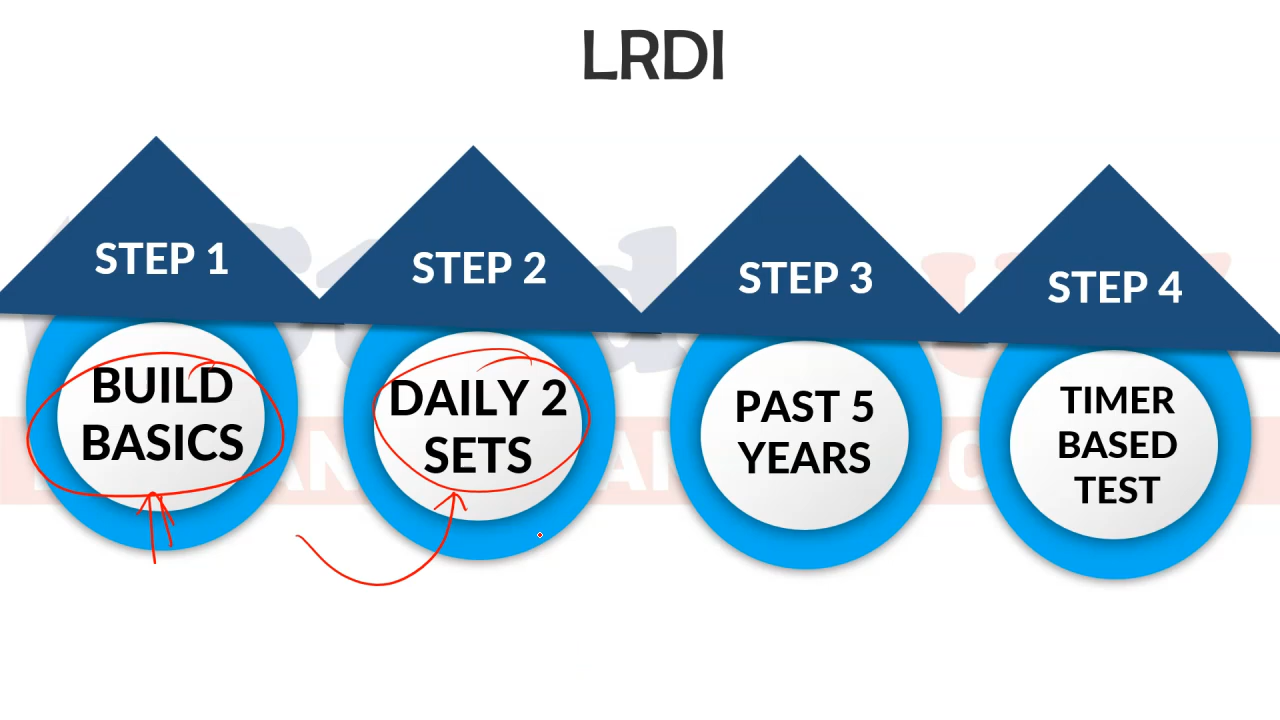 LRDI
STEP 1
STEP 2
STEP 3
STEP 4
BUILD
BASICS
DAILY 2
SETS
PAST 5
YEARS
TIMER
BASED
TEST